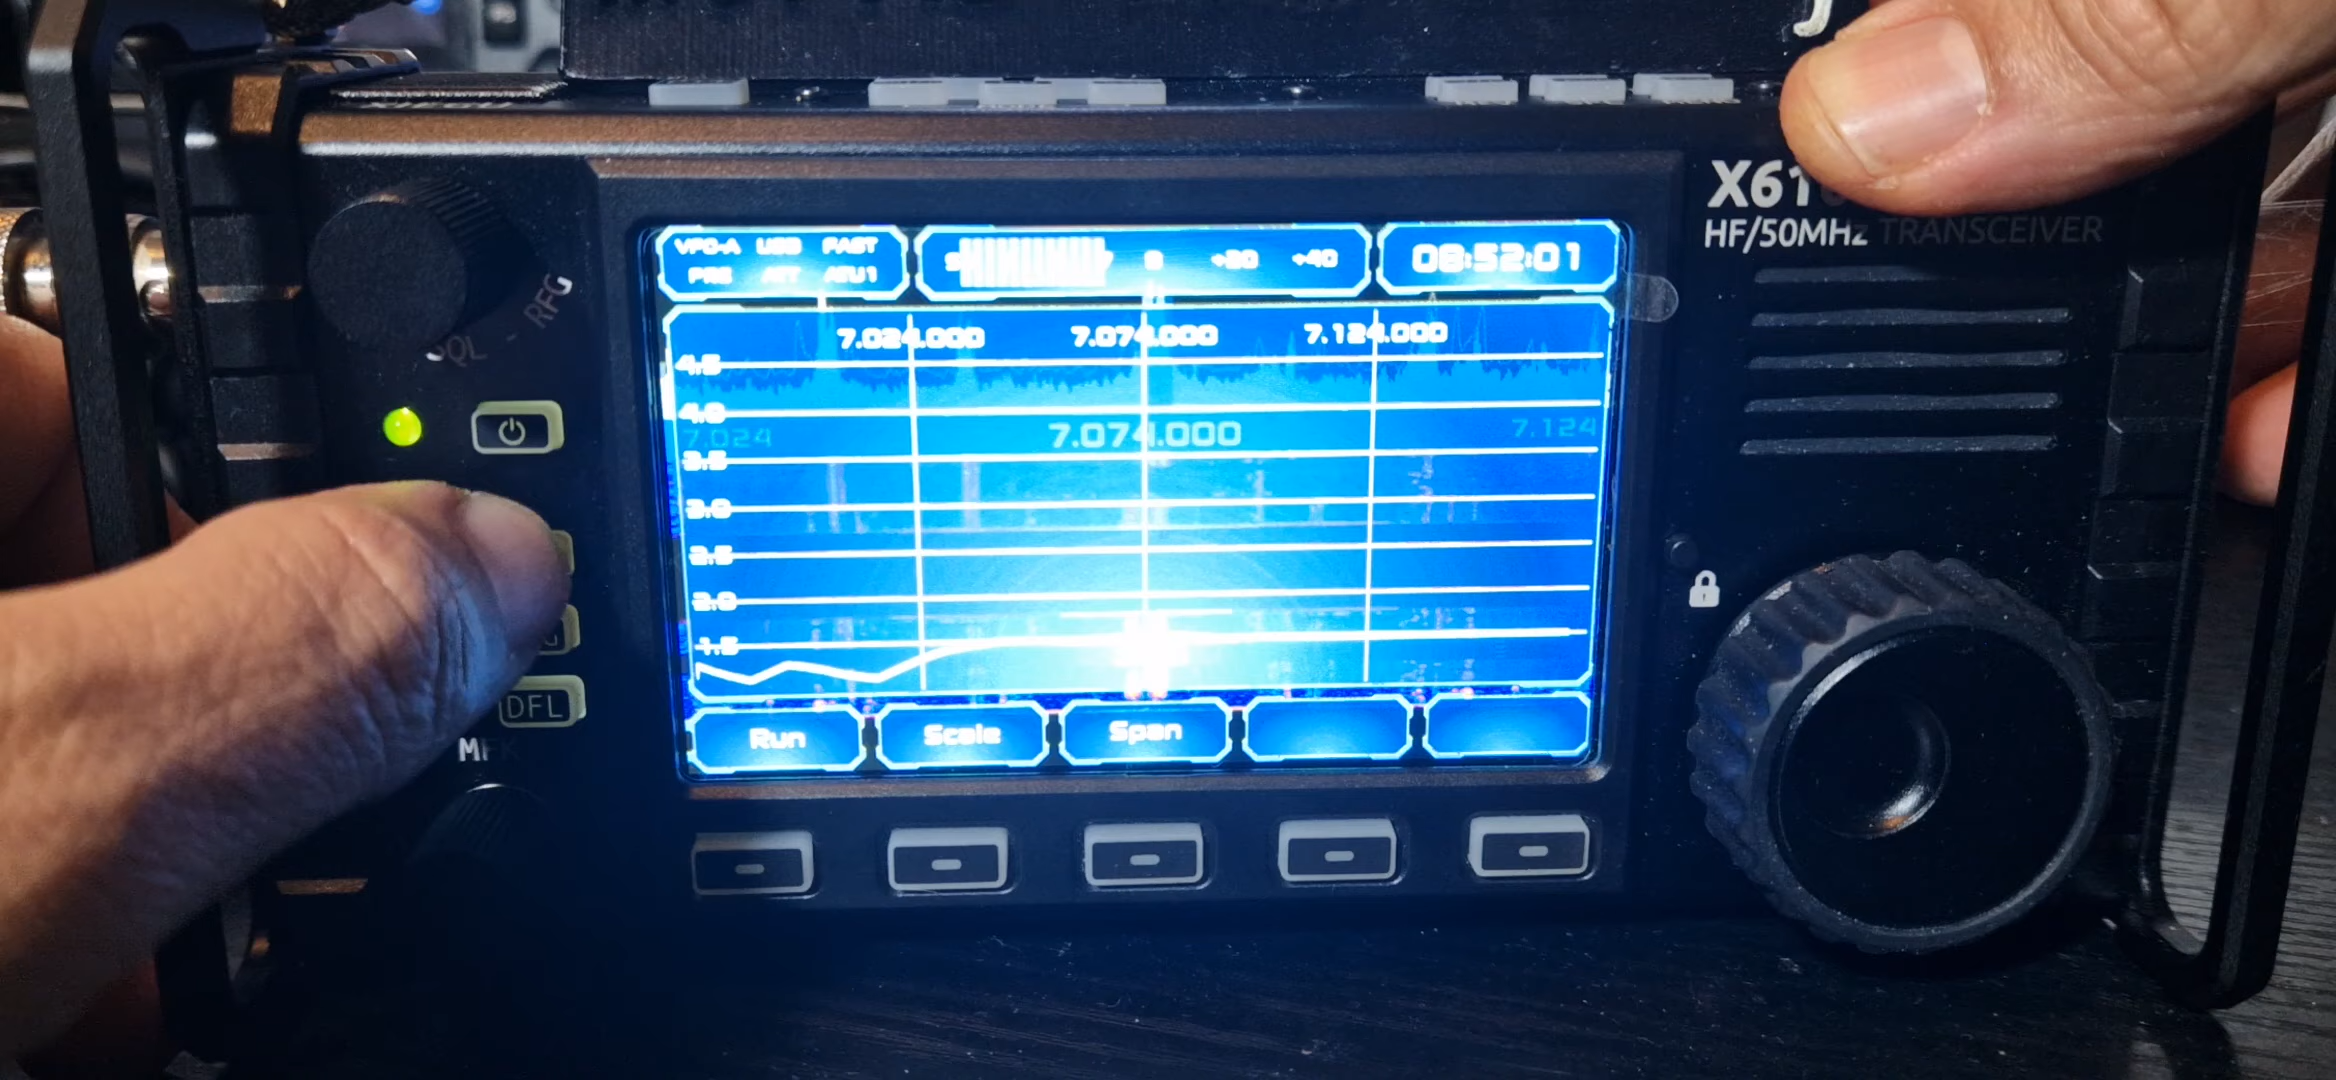 X61
HF/50MHz TRANSCEIVER
SQL - RFG
VFO-A USB FAST
PRE ATT ATU1
S 9 +20 +40
08:52:01
7.024.000 7.074.000 7.124.000
4.5
4.0
7.024 7.074.000 7.124
3.5
3.0
2.5
2.0
1.5
Run Scale Span
DFL
MFK